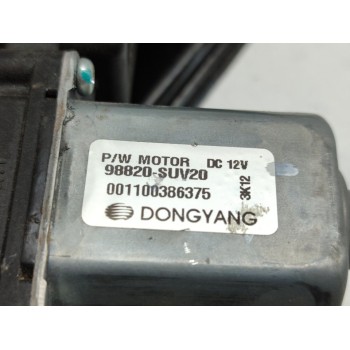 P/W MOTOR DC 12V
98820-SUV20
001100386375
3K12
DONGYANG